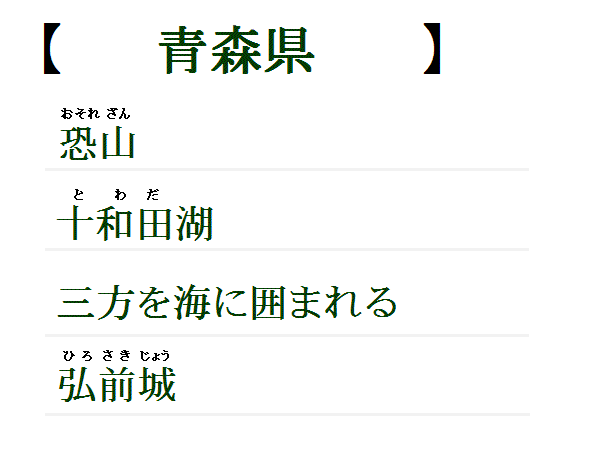 【 青森県 】
おそれ ざん
恐山
と わ だ
十和田湖
三方を海に囲まれる
ひ ろ さ き じょう
弘前城